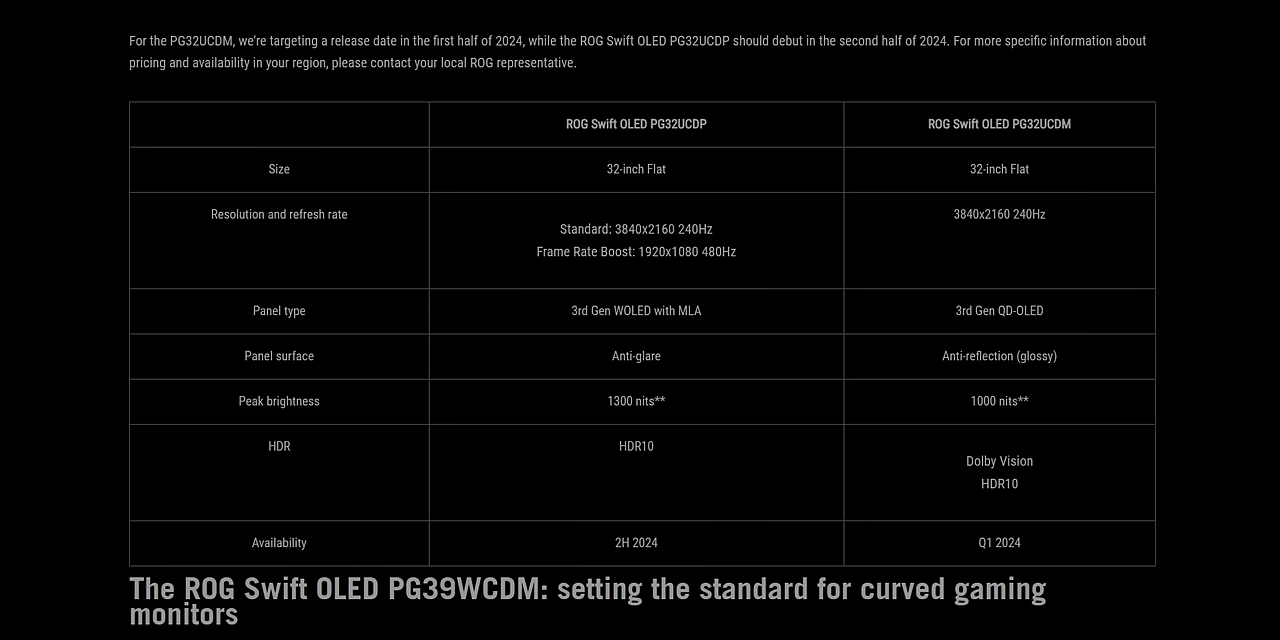 For the PG32UCDM, we’re targeting a release date in the first half of 2024, while the ROG Swift OLED PG32UCDP should debut in the second half of 2024. For more specific information about
pricing and availability in your region, please contact your local ROG representative.
ROG Swift OLED PG32UCDP
ROG Swift OLED PG32UCDM
Size
32-inch Flat
32-inch Flat
Resolution and refresh rate
Standard: 3840x2160 240Hz
Frame Rate Boost: 1920x1080 480Hz
3840x2160 240Hz
Panel type
3rd Gen WOLED with MLA
3rd Gen QD-OLED
Panel surface
Anti-glare
Anti-reflection (glossy)
Peak brightness
1300 nits**
1000 nits**
HDR
HDR10
Dolby Vision
HDR10
Availability
2H 2024
Q1 2024
The ROG Swift OLED PG39WCDM: setting the standard for curved gaming
monitors